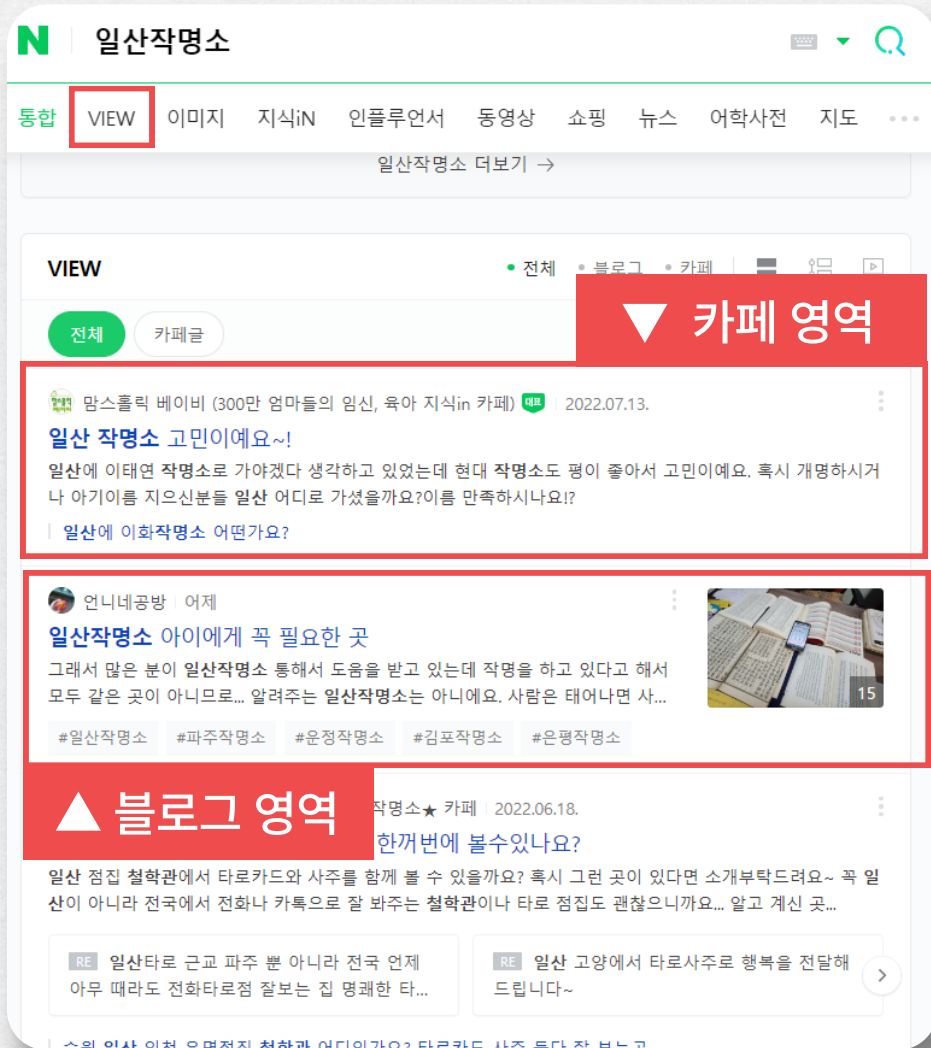 N 일산작명소
통합 VIEW 이미지 지식iN 인플루언서 동영상 쇼핑 뉴스 어학사전 지도
일산작명소 더보기 →
VIEW 전체 블로그 카페
▼ 카페 영역
전체 카페글
맘스홀릭 베이비 (300만 엄마들의 임신, 육아 지식in 카페) 대표 2022.07.13.
일산 작명소 고민이예요~!
일산에 이태연 작명소로 가야겠다 생각하고 있었는데 현대 작명소도 평이 좋아서 고민이예요. 혹시 개명하시거
나 아기이름 지으신분들 일산 어디로 가셨을까요?이름 만족하시나요!?
일산에 이화작명소 어떤가요?
언니네공방 어제
일산작명소 아이에게 꼭 필요한 곳
그래서 많은 분이 일산작명소 통해서 도움을 받고 있는데 작명을 하고 있다고 해서
모두 같은 곳이 아니므로... 알려주는 일산작명소는 아니에요. 사람은 태어나면 사...
15
#일산작명소 #파주작명소 #운정작명소 #김포작명소 #은평작명소
▲ 블로그 영역
작명소★ 카페 2022.06.18.
한꺼번에 볼수있나요?
일산 점집 철학관에서 타로카드와 사주를 함께 볼 수 있을까요? 혹시 그런 곳이 있다면 소개부탁드려요~ 꼭 일
산이 아니라 전국에서 전화나 카톡으로 잘 봐주는 철학관이나 타로 점집도 괜찮으니까요... 알고 계신 곳...
RE 일산타로 근교 파주 뿐 아니라 전국 언제
아무 때라도 전화타로점 잘보는 집 명쾌한 타...
RE 일산 고양에서 타로사주로 행복을 전달해
드립니다~